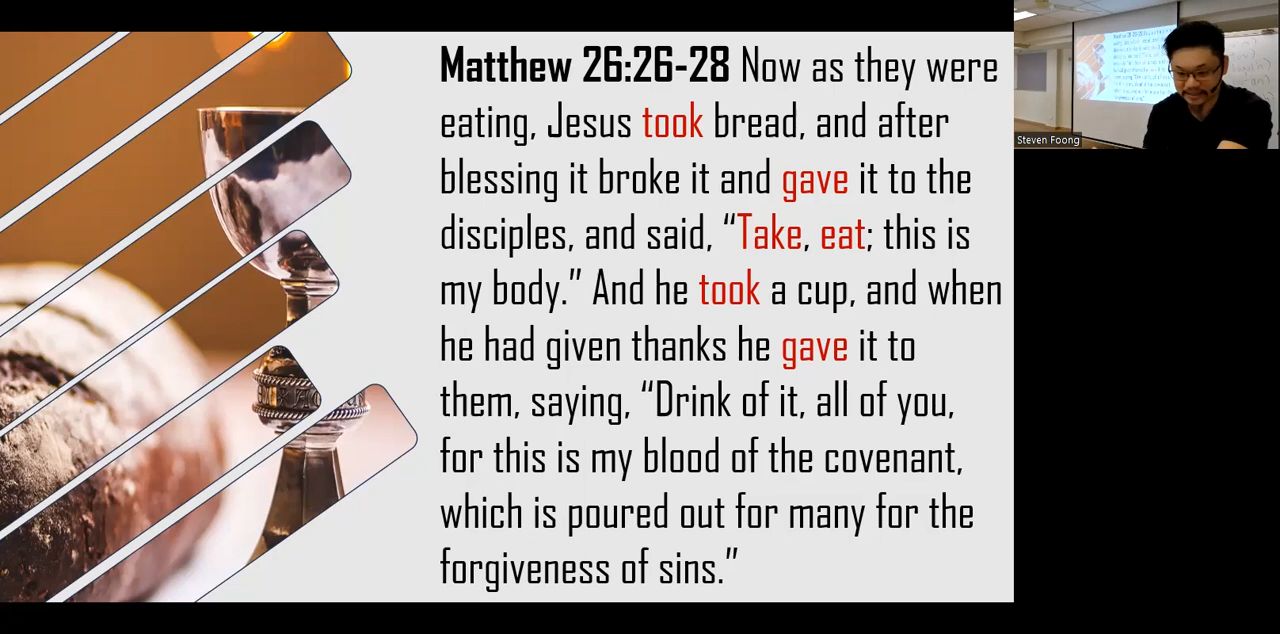 Matthew 26:26-28 Now as they were
eating, Jesus took bread, and after
blessing it broke it and gave it to the
disciples, and said, “Take, eat; this is
my body.” And he took a cup, and when
he had given thanks he gave it to
them, saying, “Drink of it, all of you,
for this is my blood of the covenant,
which is poured out for many for the
forgiveness of sins.”
Steven Foong